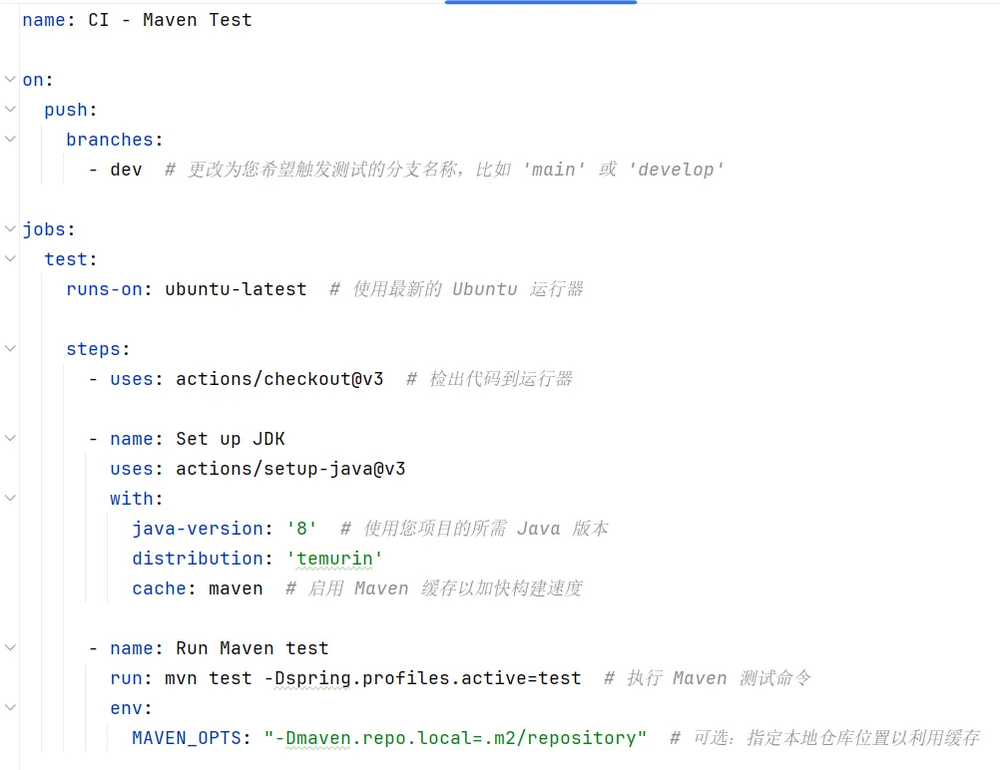 name: CI - Maven Test
on:
push:
branches:
- dev # 更改为您希望触发测试的分支名称，比如 'main' 或 'develop'
jobs:
test:
runs-on: ubuntu-latest # 使用最新的 Ubuntu 运行器
steps:
- uses: actions/checkout@v3 # 检出代码到运行器
- name: Set up JDK
uses: actions/setup-java@v3
with:
java-version: '8' # 使用您项目的所需 Java 版本
distribution: 'temurin'
cache: maven # 启用 Maven 缓存以加快构建速度
- name: Run Maven test
run: mvn test -Dspring.profiles.active=test # 执行 Maven 测试命令
env:
MAVEN_OPTS: "-Dmaven.repo.local=.m2/repository" # 可选：指定本地仓库位置以利用缓存